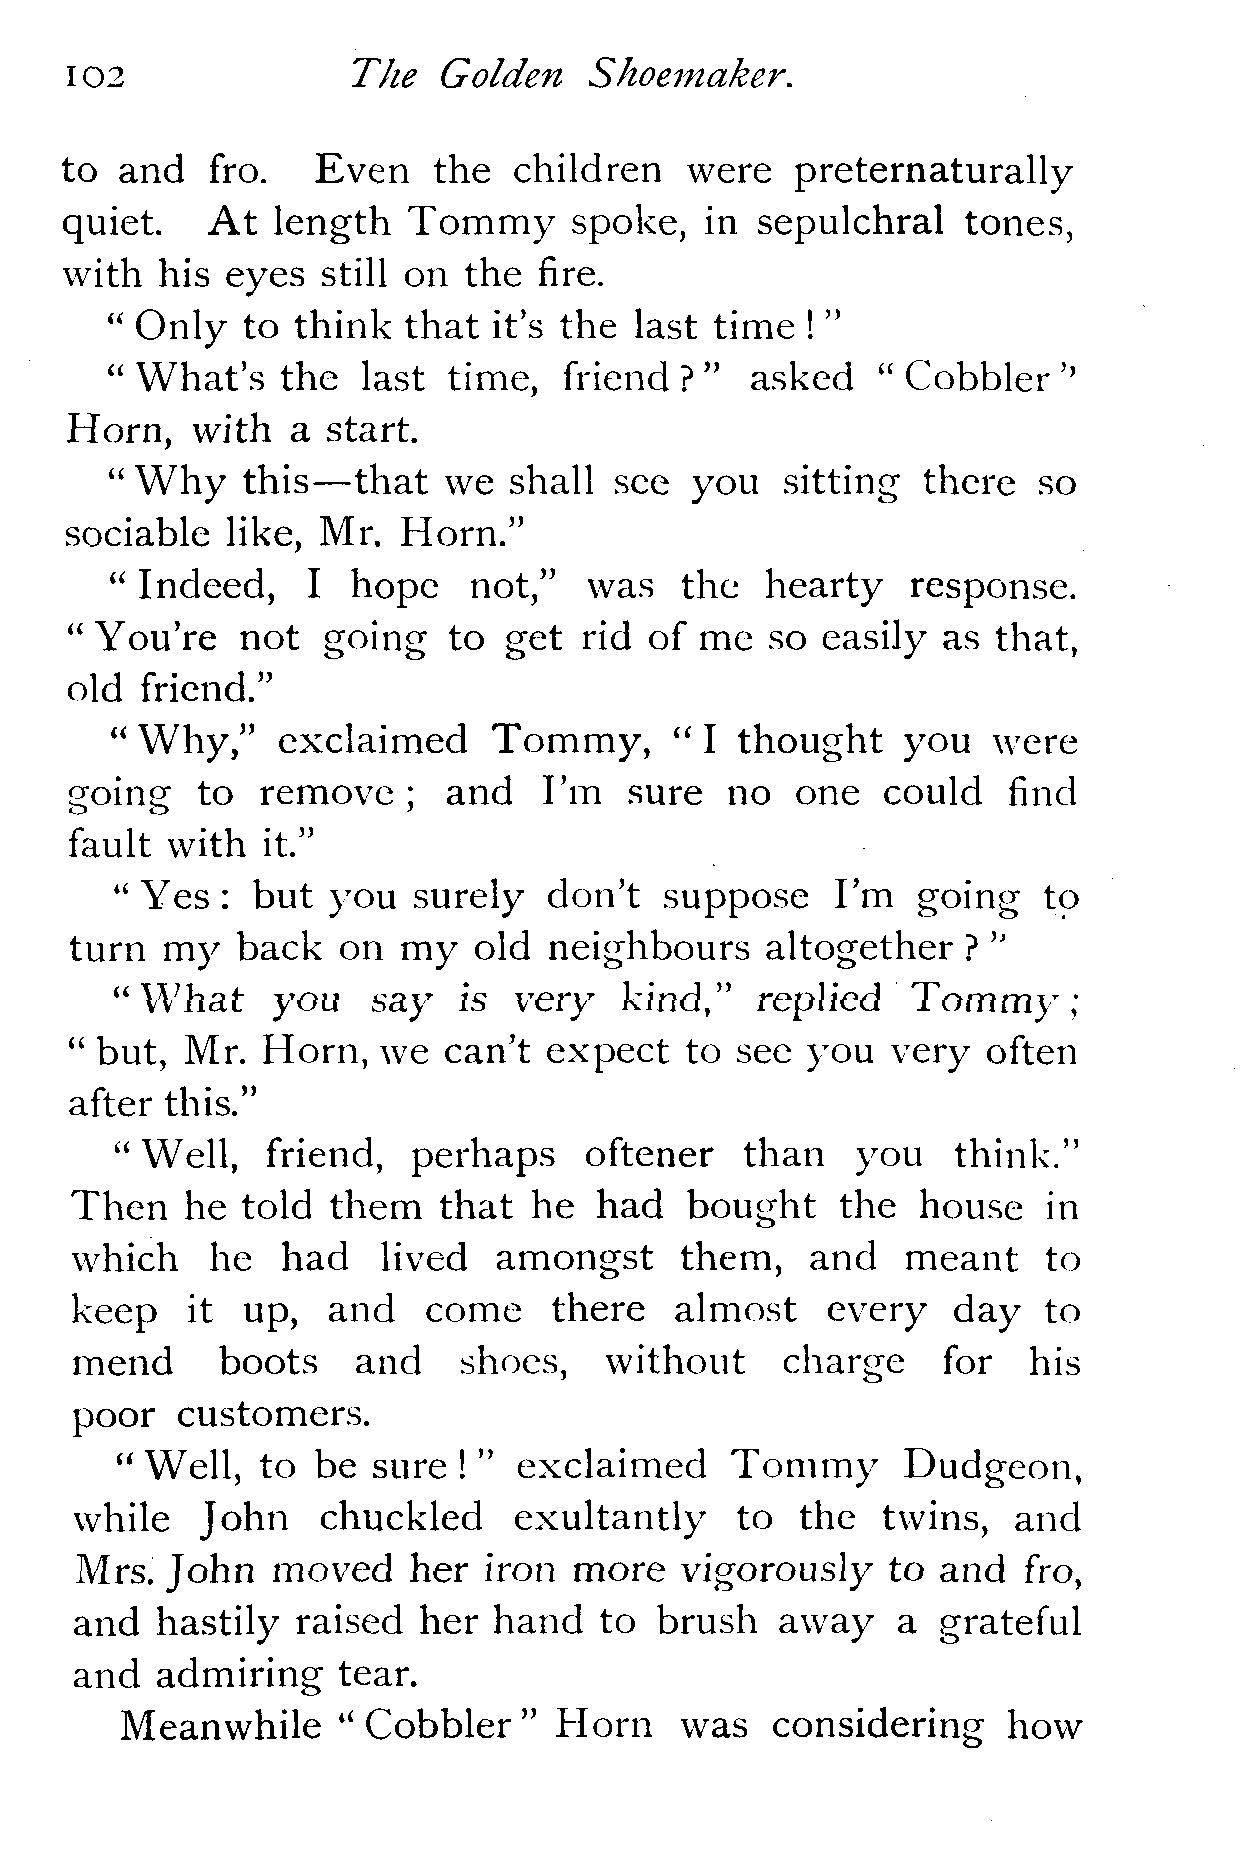 102 The Golden Shoemaker.
to and fro. Even the children were preternaturally
quiet. At length Tommy spoke, in sepulchral tones,
with his eyes still on the fire.
“ Only to think that it’s the last time ! ”
“ What’s the last time, friend ? ” asked “ Cobbler ”
Horn, with a start.
“ Why this—that we shall see you sitting there so
sociable like, Mr. Horn.”
“ Indeed, I hope not,” was the hearty response.
“ You’re not going to get rid of me so easily as that,
old friend.”
“ Why,” exclaimed Tommy, “ I thought you were
going to remove ; and I’m sure no one could find
fault with it.”
“ Yes : but you surely don’t suppose I’m going to
turn my back on my old neighbours altogether ? ”
“ What you say is very kind,” replied Tommy ;
“ but, Mr. Horn, we can’t expect to see you very often
after this.”
“ Well, friend, perhaps oftener than you think.”
Then he told them that he had bought the house in
which he had lived amongst them, and meant to
keep it up, and come there almost every day to
mend boots and shoes, without charge for his
poor customers.
“ Well, to be sure ! ” exclaimed Tommy Dudgeon,
while John chuckled exultantly to the twins, and
Mrs. John moved her iron more vigorously to and fro,
and hastily raised her hand to brush away a grateful
and admiring tear.
Meanwhile “ Cobbler ” Horn was considering how